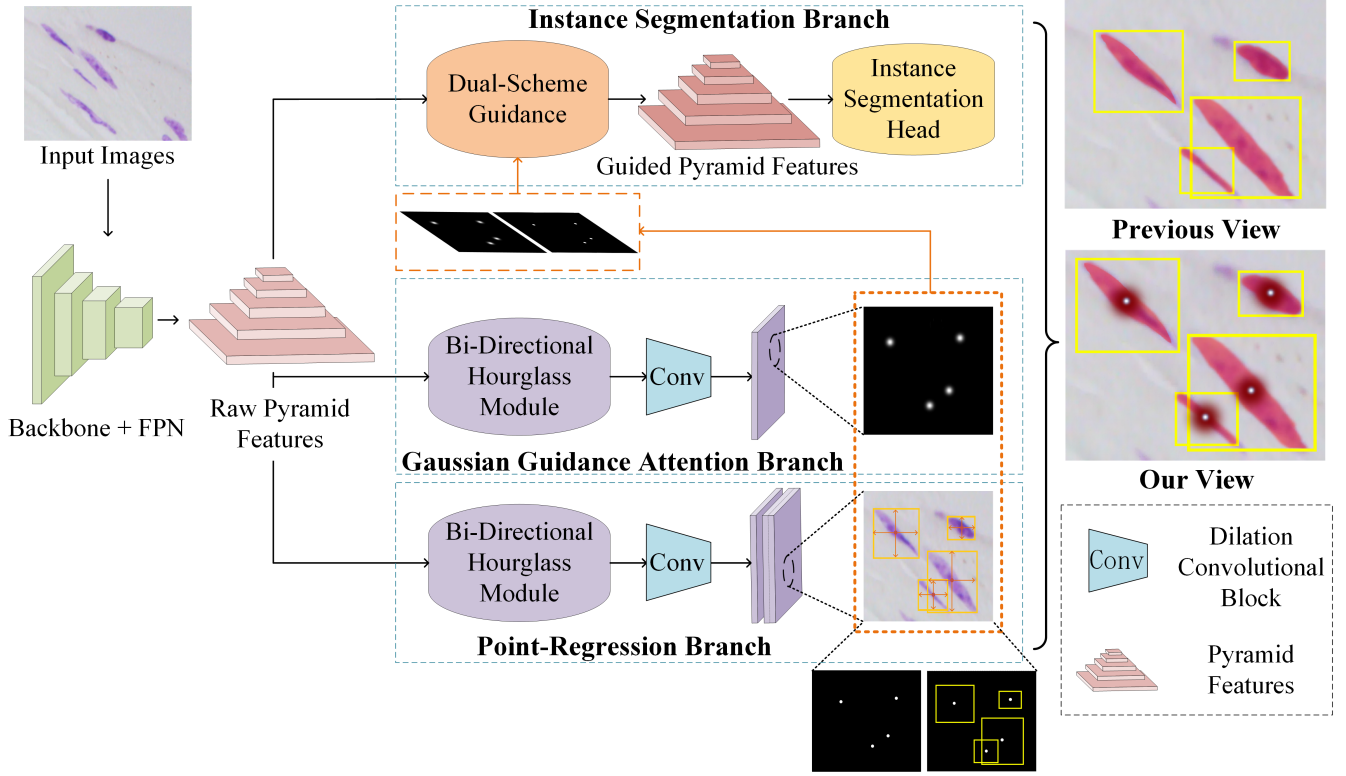 Instance Segmentation Branch
Dual-Scheme
Guidance
Instance
Segmentation
Head
Guided Pyramid Features
Input Images
Previous View
Backbone + FPN
Raw Pyramid
Features
Bi-Directional
Hourglass
Module
Conv
Gaussian Guidance Attention Branch
Our View
Bi-Directional
Hourglass
Module
Conv
Point-Regression Branch
Conv
Dilation
Convolutional
Block
Pyramid
Features